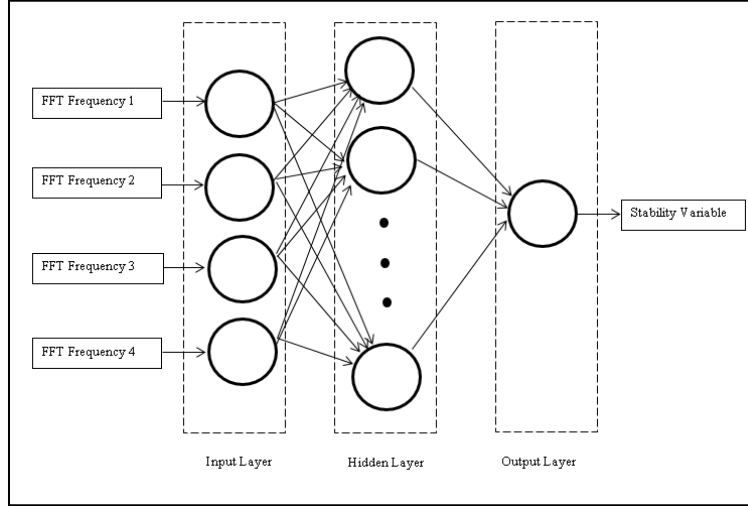 FFT Frequency 1
FFT Frequency 2
FFT Frequency 3
FFT Frequency 4
Stability Variable
Input Layer
Hidden Layer
Output Layer